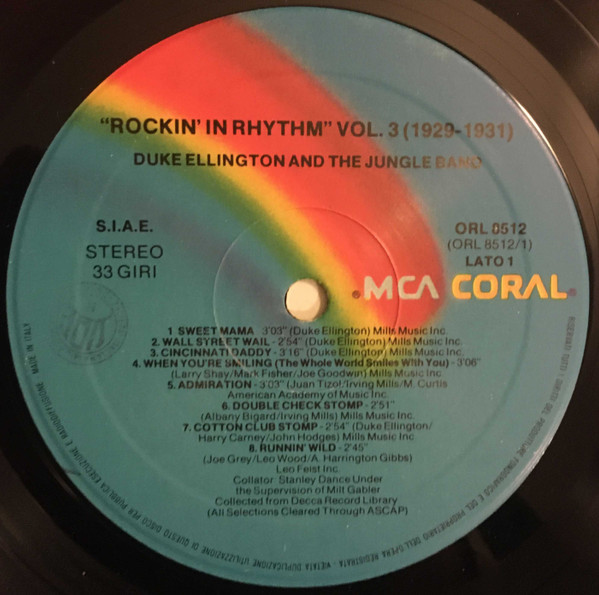 "ROCKIN' IN RHYTHM" VOL. 3 (1929-1931)
DUKE ELLINGTON AND THE JUNGLE BAND
S.I.A.E.
STEREO
33 GIRI
ORL 8512
(ORL 8512/1)
LATO 1
MCA CORAL
1 SWEET MAMA - 3'03" (Duke Ellington) Mills Music Inc.
2. WALL STREET WAIL - 2'54" (Duke Ellington) Mills Music Inc.
3. CINCINNATI DADDY - 3'16" (Duke Ellington) Mills Music Inc.
4. WHEN YOU'RE SMILING (The Whole World Smiles With You) - 3'06"
(Larry Shay/Mark Fisher/Joe Goodwin) Mills Music Inc.
5. ADMIRATION - 3'03" (Juan Tizol/Irving Mills/M. Curtis
American Academy of Music Inc.
6. DOUBLE CHECK STOMP - 2'51"
(Albany Bigard/Irving Mills) Mills Music Inc.
7. COTTON CLUB STOMP - 2'54" (Duke Ellington/
Harry Carney/John Hodges) Mills Music Inc.
8. RUNNIN' WILD - 2'45"
(Joe Grey/Leo Wood/A. Harrington Gibbs)
Leo Feist Inc.
Collator: Stanley Dance Under
the Supervision of Milt Gabler
Collected from Decca Record Library
(All Selections Cleared Through ASCAP)